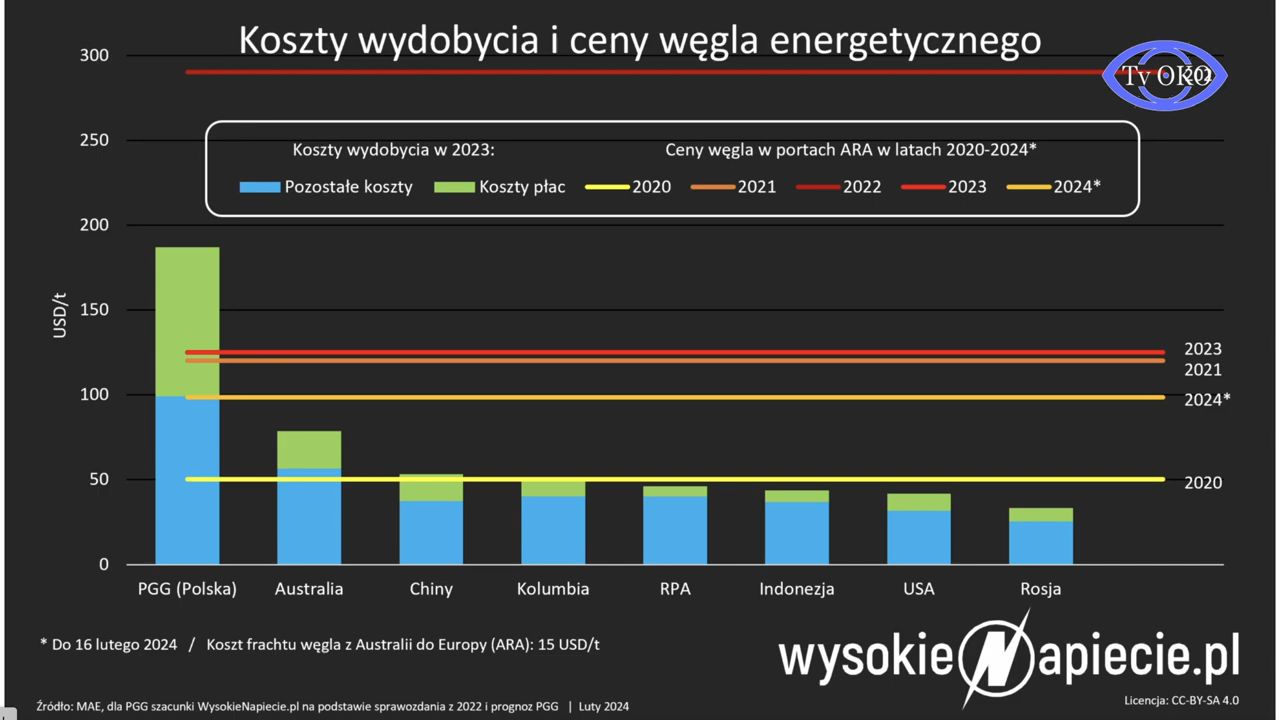 Koszty wydobycia i ceny węgla energetycznego
300
Tv OKO
250
Koszty wydobycia w 2023:
Ceny węgla w portach ARA w latach 2020-2024*
Pozostałe koszty
Koszty płac
2020
2021
2022
2023
2024*
200
USD/t
150
2023
2021
100
2024*
50
2020
0
PGG (Polska)
Australia
Chiny
Kolumbia
RPA
Indonezja
USA
Rosja
* Do 16 lutego 2024 / Koszt frachtu węgla z Australii do Europy (ARA): 15 USD/t
wysokieNapiecie.pl
Licencja: CC-BY-SA 4.0
Źródło: MAE, dla PGG szacunki WysokieNapiecie.pl na podstawie sprawozdania z 2022 i prognoz PGG | Luty 2024